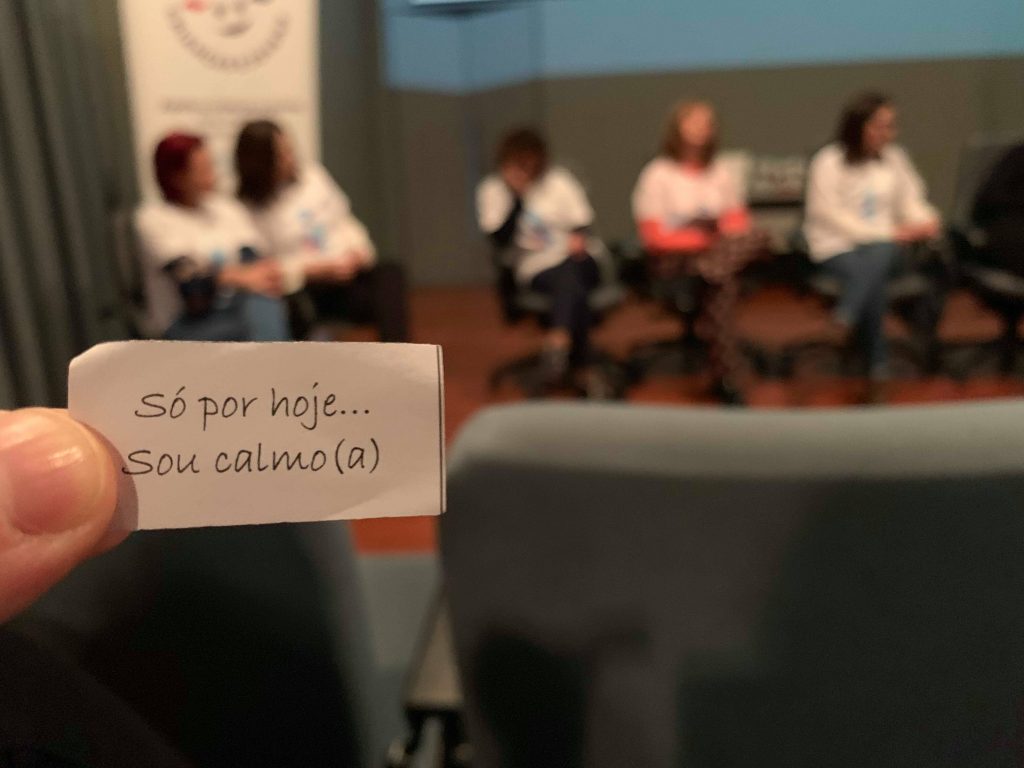 Só por hoje...
Sou calmo(a)